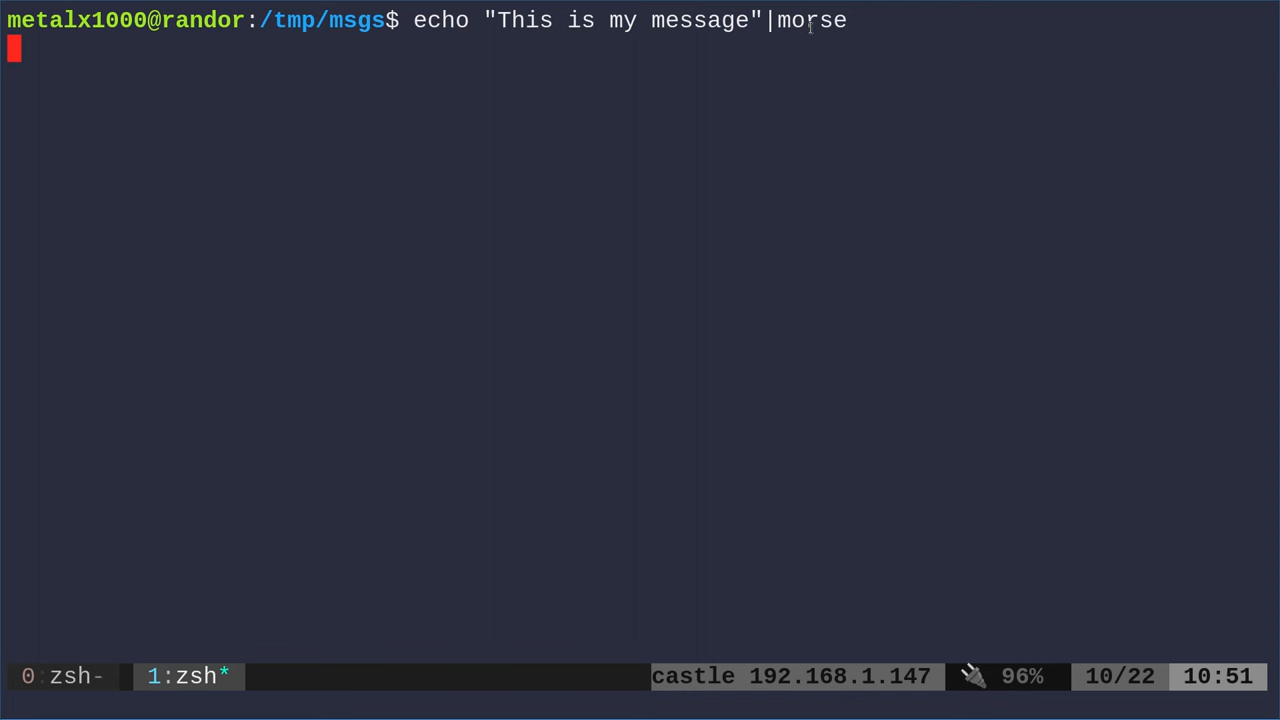 metalx1000@randor:/tmp/msgs$ echo "This is my message"|morse
0:zsh- 1:zsh* castle 192.168.1.147 96% 10/22 10:51